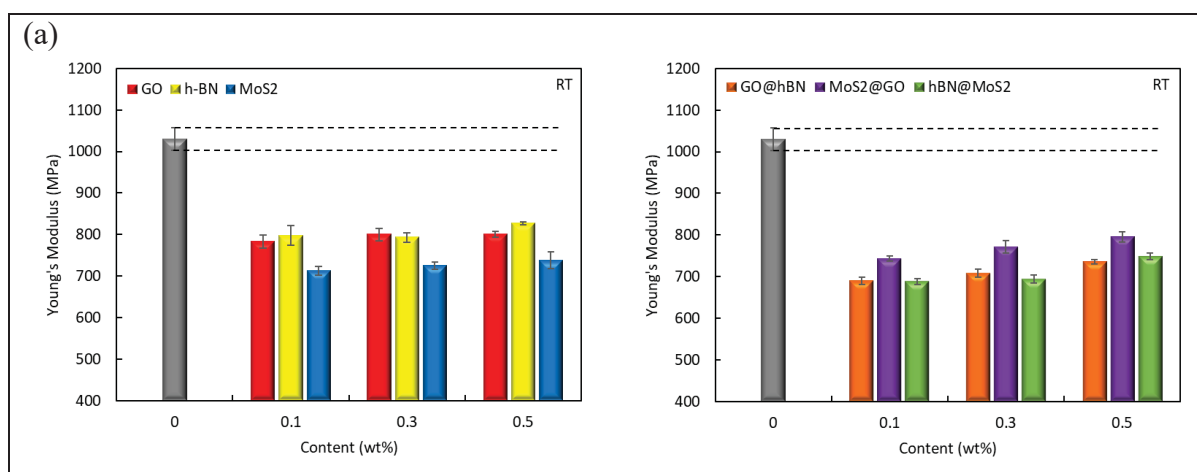 (a)
1200
1100
1000
900
800
700
600
500
400
Young's Modulus (MPa)
GO h-BN MoS2
RT
0 0.1 0.3 0.5
Content (wt%)
1200
1100
1000
900
800
700
600
500
400
Young's Modulus (MPa)
GO@hBN MoS2@GO hBN@MoS2
RT
0 0.1 0.3 0.5
Content (wt%)